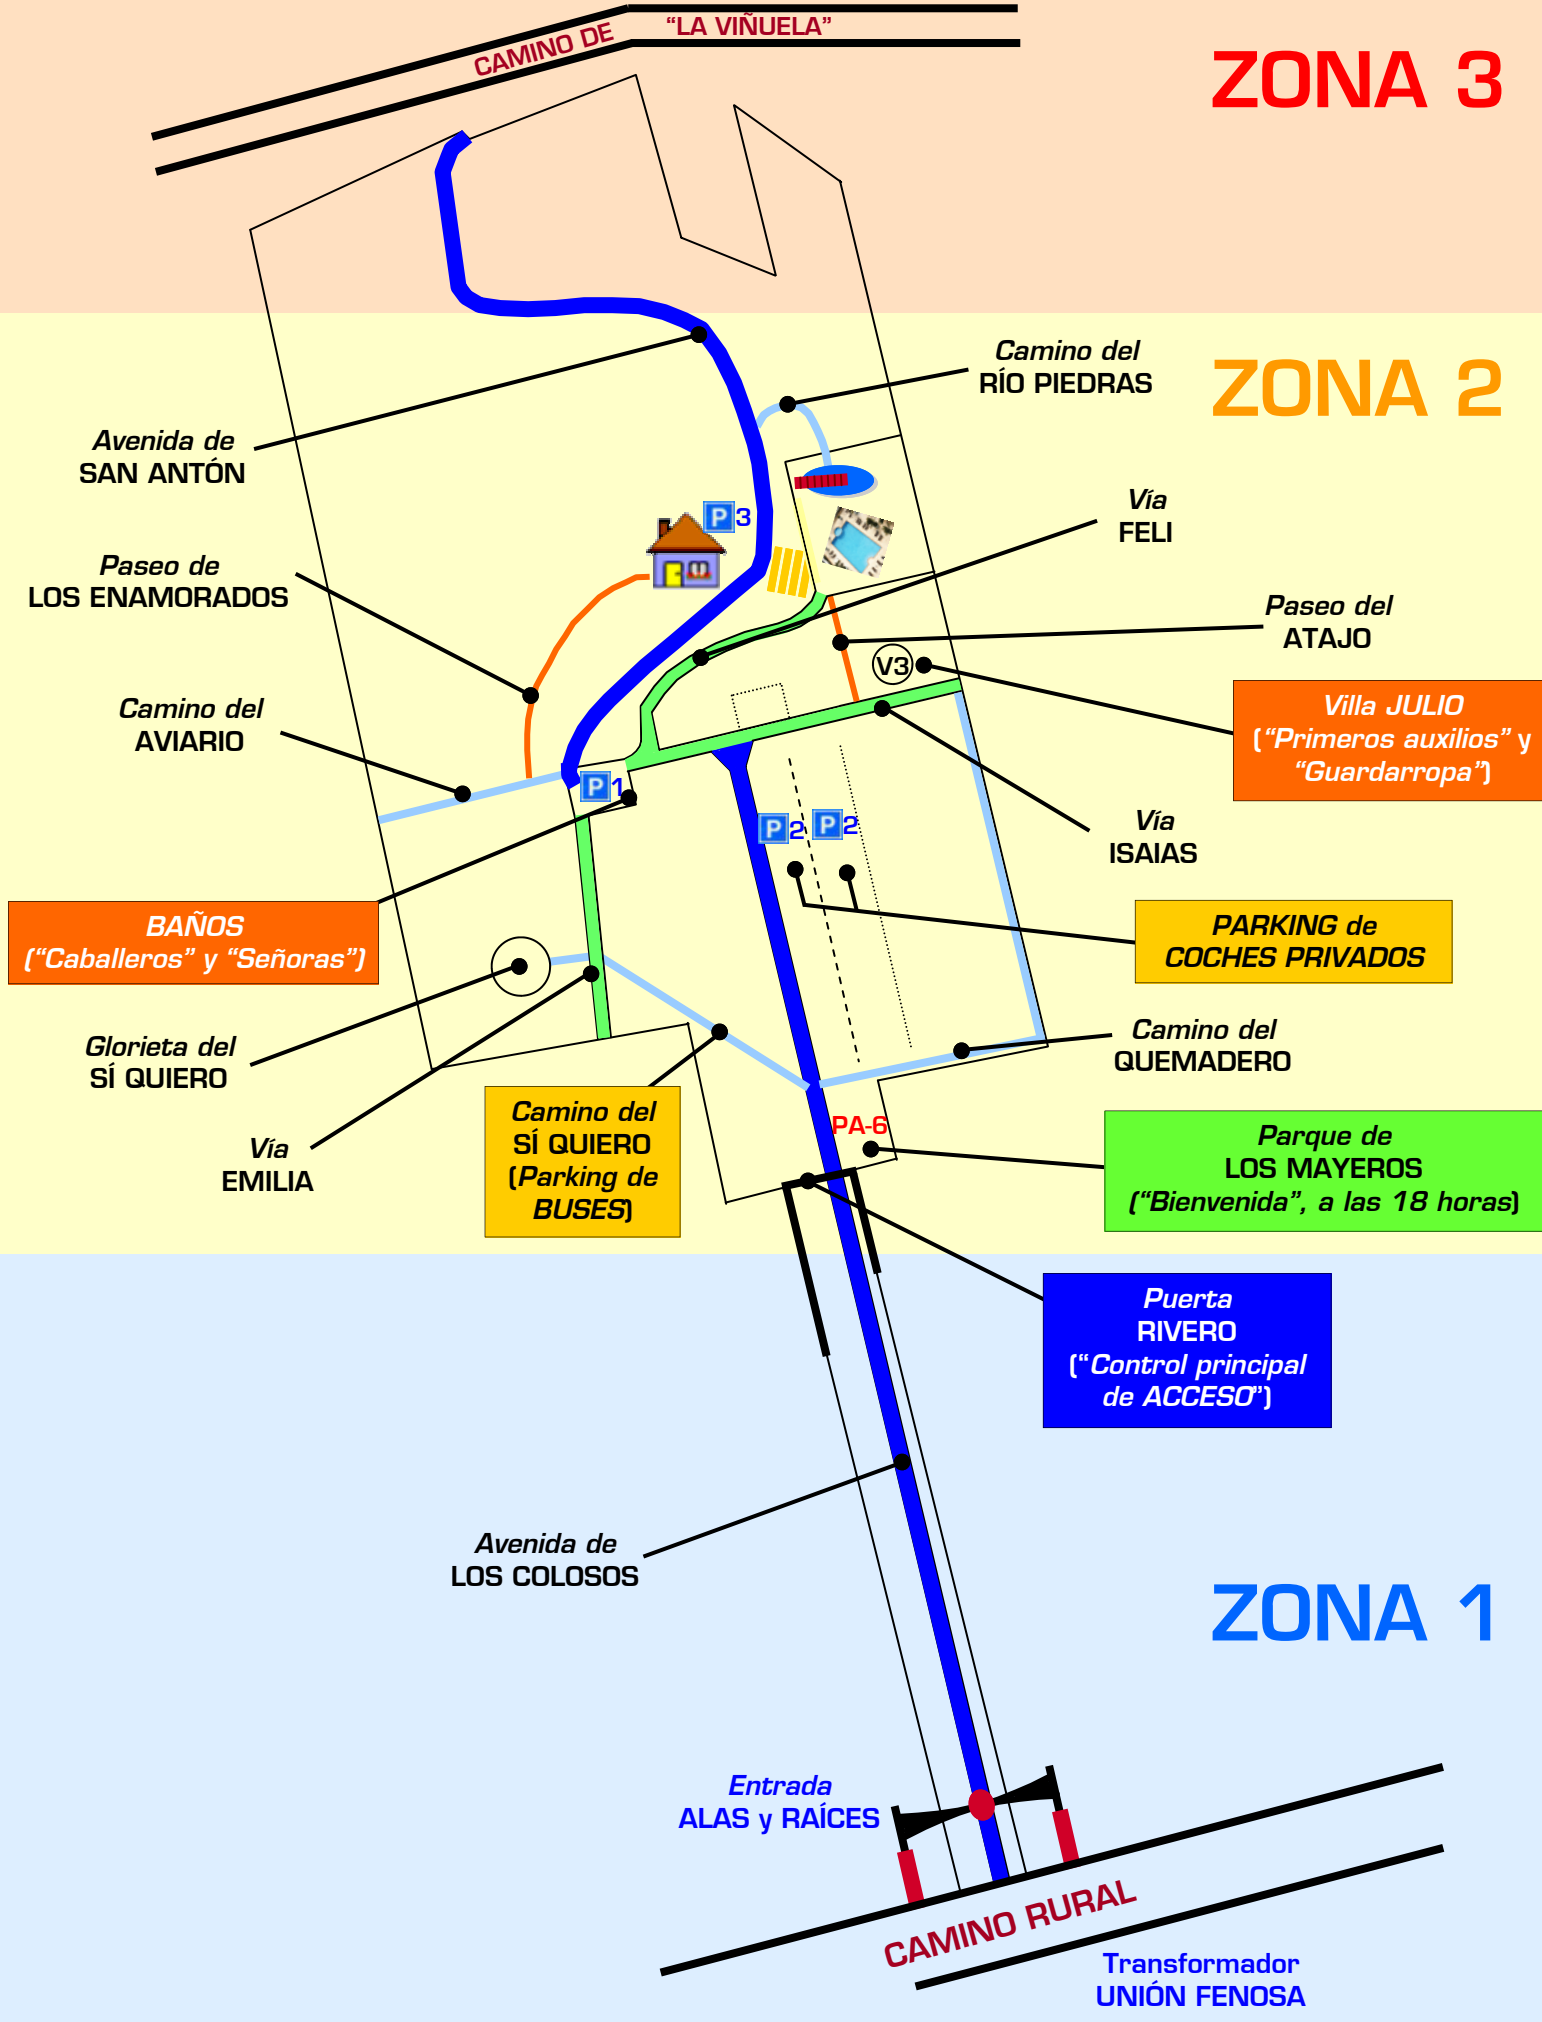 CAMINO DE
“LA VIÑUELA”
ZONA 3
Camino del
RÍO PIEDRAS
ZONA 2
Avenida de
SAN ANTÓN
Vía
FELI
P3
Paseo de
LOS ENAMORADOS
Paseo del
ATAJO
V3
Villa JULIO
(“Primeros auxilios” y
“Guardarropa”)
Camino del
AVIARIO
P1
P2
P2
Vía
ISAIAS
BAÑOS
(“Caballeros” y “Señoras”)
PARKING de
COCHES PRIVADOS
Glorieta del
SÍ QUIERO
Camino del
QUEMADERO
Camino del
SÍ QUIERO
(Parking de
BUSES)
PA-6
Parque de
LOS MAYEROS
(“Bienvenida”, a las 18 horas)
Vía
EMILIA
Puerta
RIVERO
(“Control principal
de ACCESO”)
Avenida de
LOS COLOSOS
ZONA 1
Entrada
ALAS y RAÍCES
CAMINO RURAL
Transformador
UNIÓN FENOSA